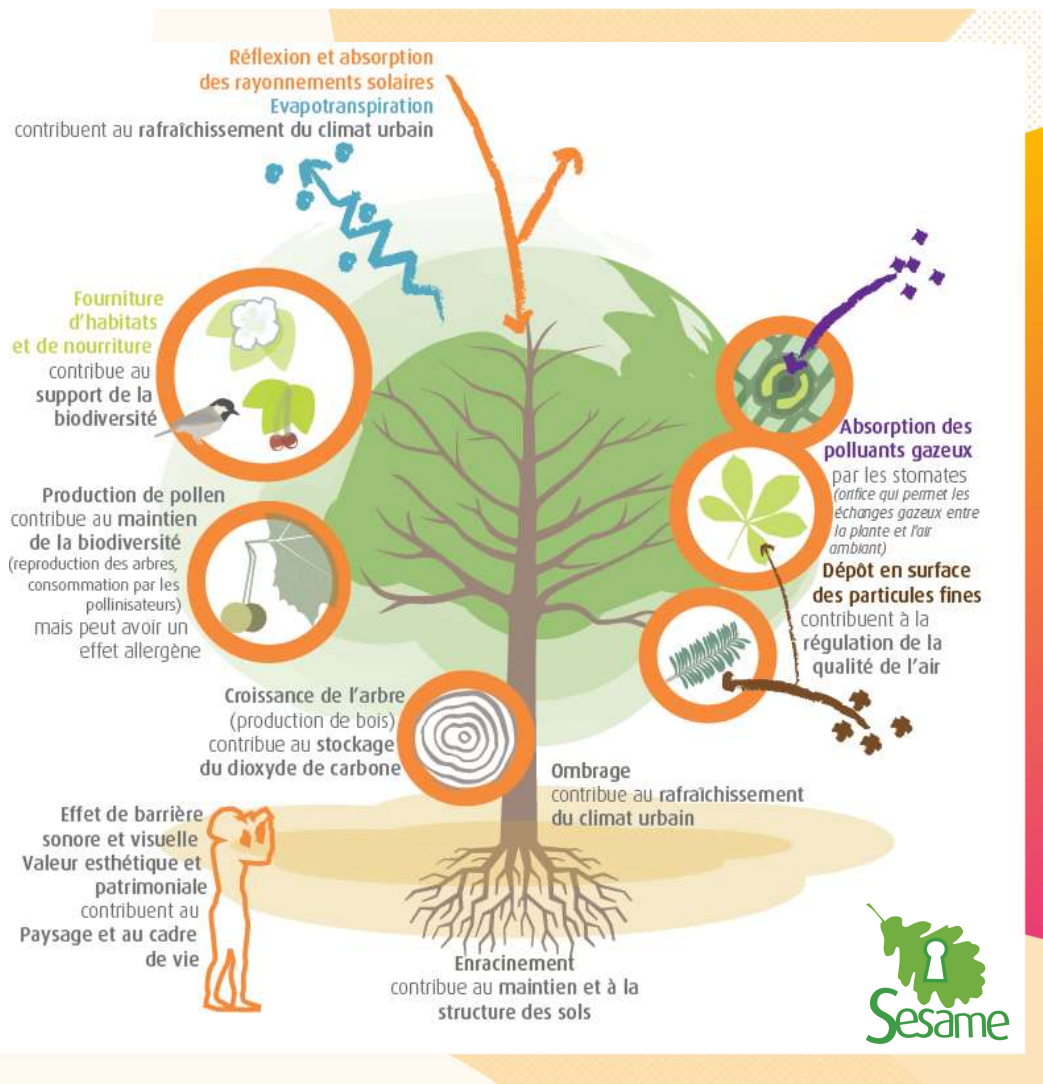 Réflexion et absorption
des rayonnements solaires
Evapotranspiration
contribuent au rafraîchissement du climat urbain
Fourniture
d'habitats
et de nourriture
contribue au
support de la
biodiversité
Production de pollen
contribue au maintien
de la biodiversité
(reproduction des arbres,
consommation par les
pollinisateurs)
mais peut avoir un
effet allergène
Absorption des
polluants gazeux
par les stomates
(orifice qui permet les
échanges gazeux entre
la plante et l'air
ambiant)
Dépôt en surface
des particules fines
contribuent à la
régulation de la
qualité de l'air
Croissance de l'arbre
(production de bois)
contribue au stockage
du dioxyde de carbone
Ombrage
contribue au rafraîchissement
du climat urbain
Effet de barrière
sonore et visuelle
Valeur esthétique et
patrimoniale
contribuent au
Paysage et au cadre
de vie
Enracinement
contribue au maintien et à la
structure des sols
Sesame